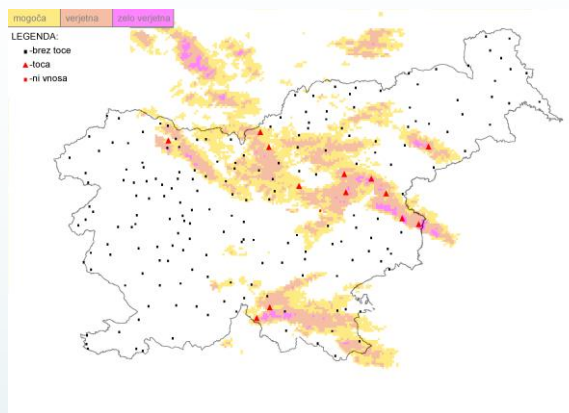 mogoča verjetna zelo verjetna
LEGENDA:
-brez toce
-toca
-ni vnosa